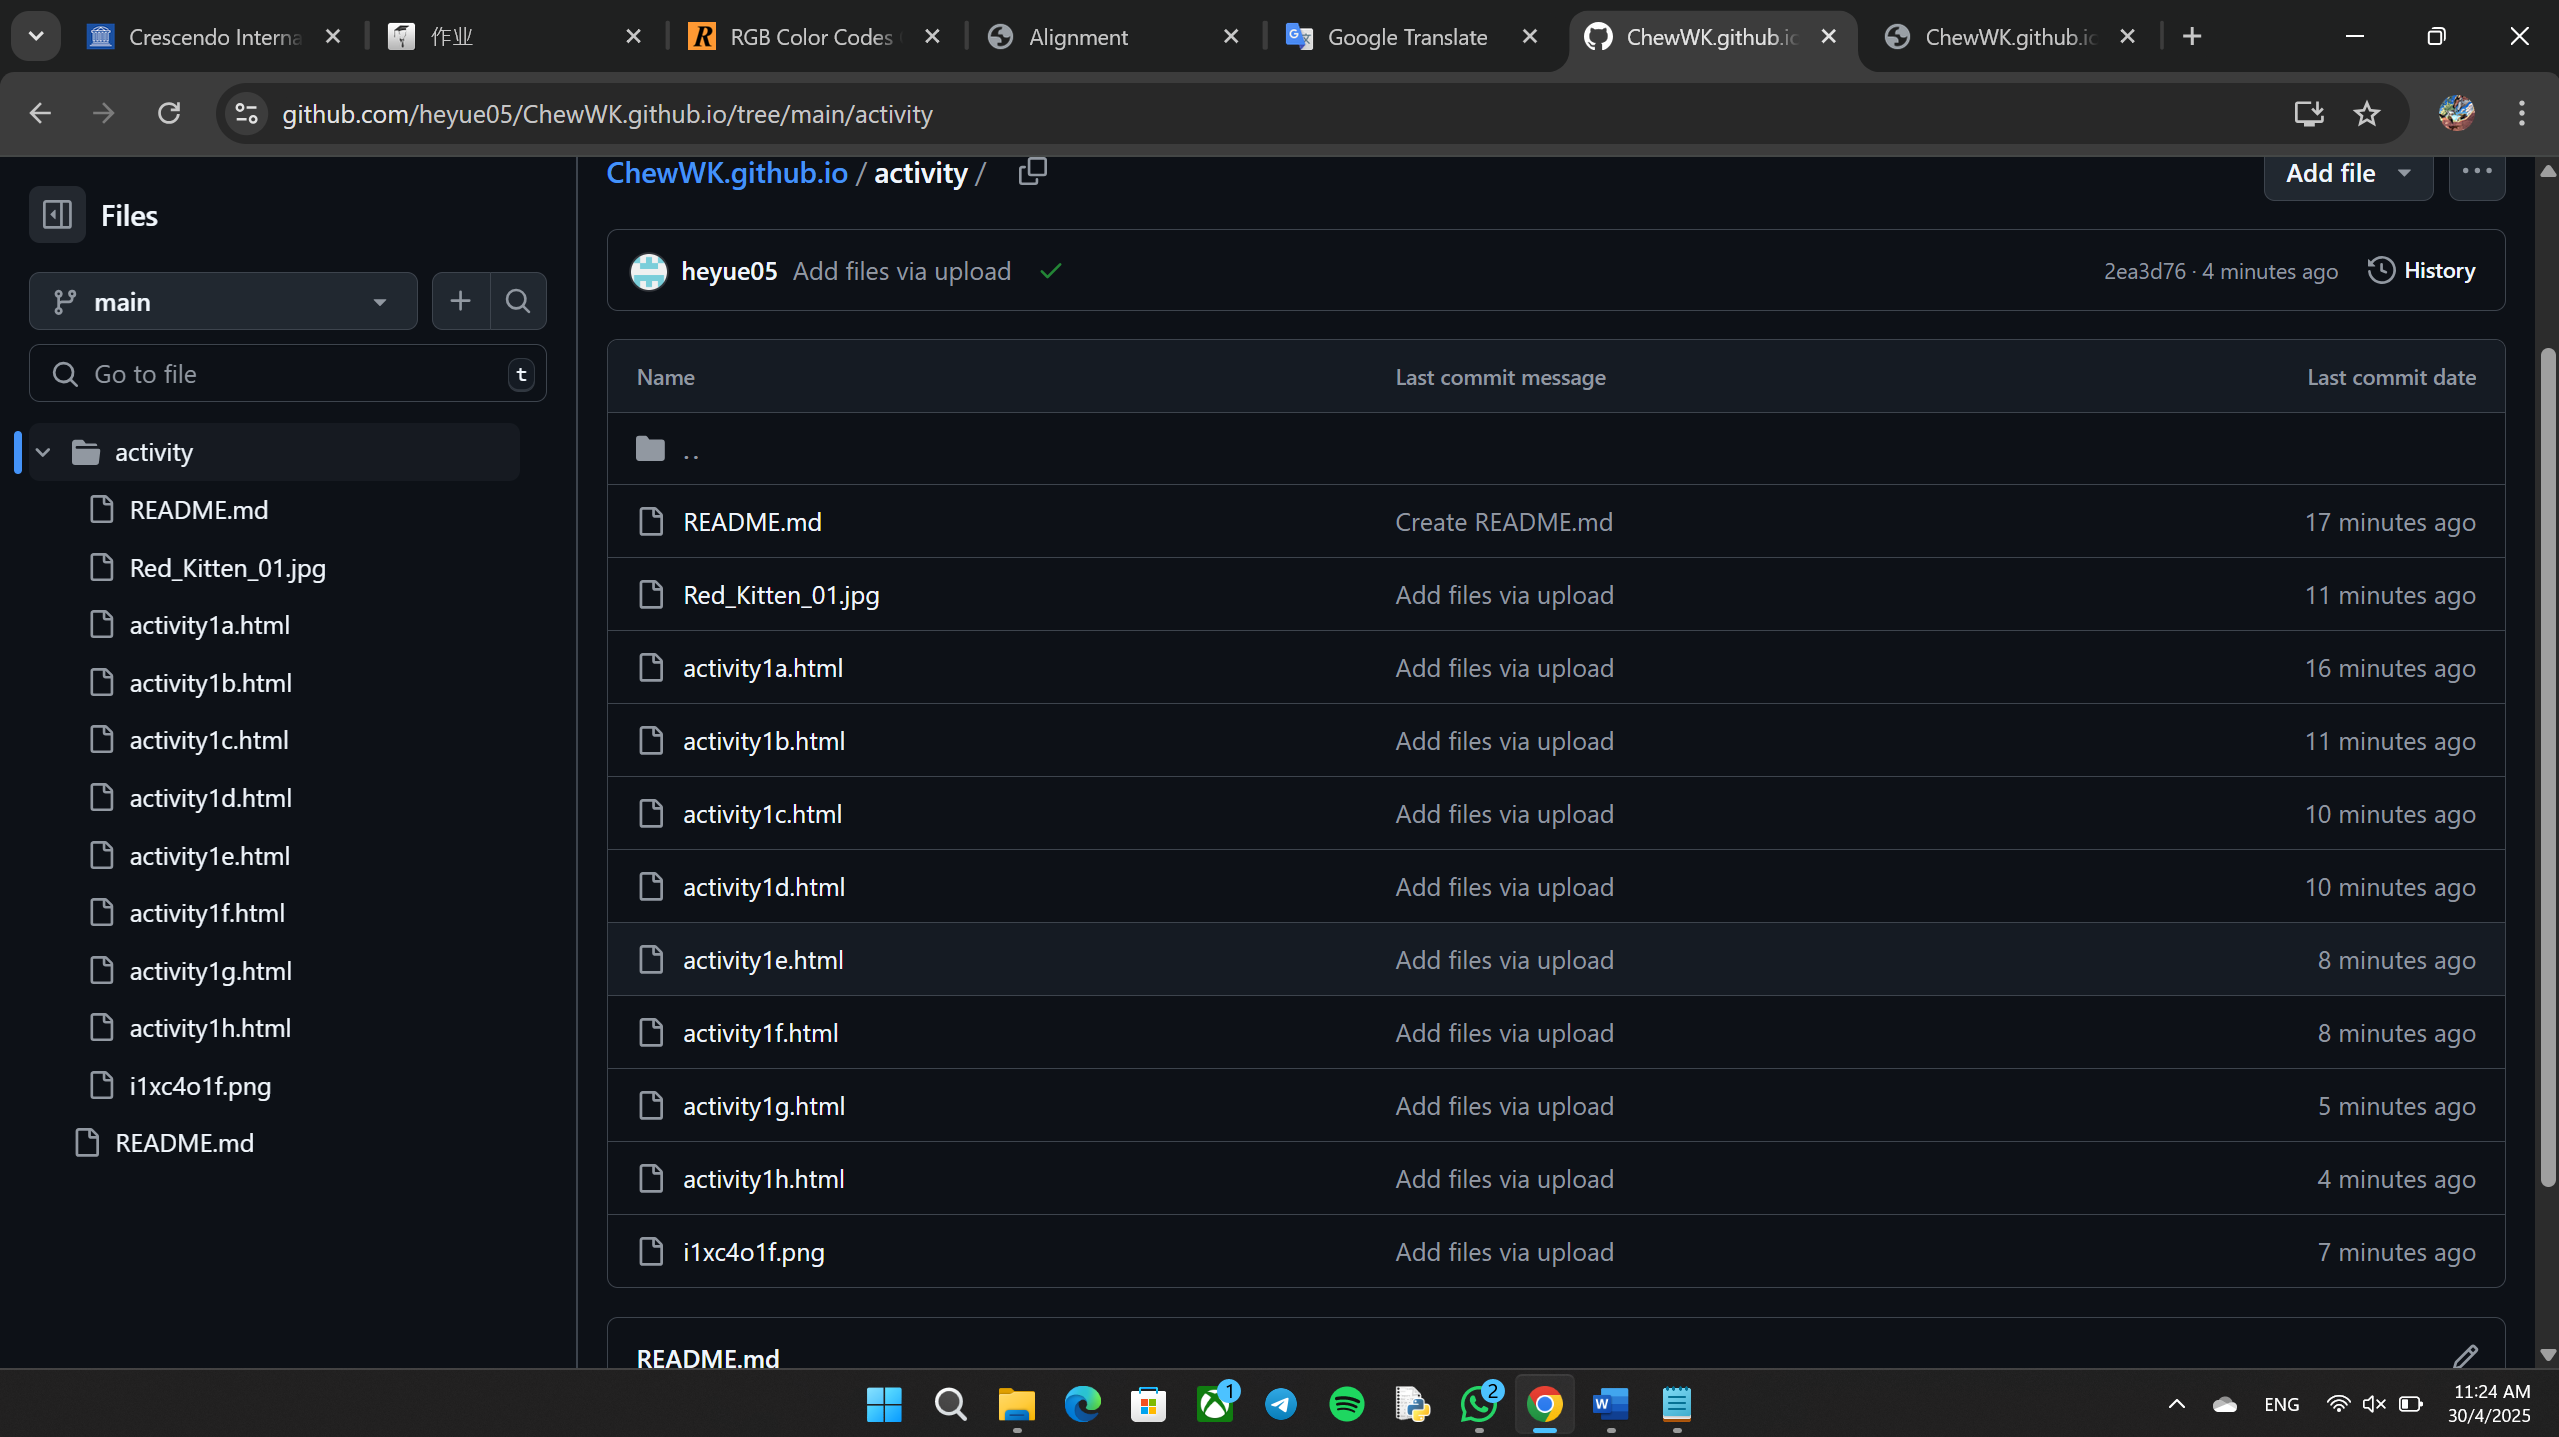 Crescendo Interna
作业
RGB Color Codes
Alignment
Google Translate
ChewWK.github.io
ChewWK.github.io
github.com/heyue05/ChewWK.github.io/tree/main/activity
Files
main
Go to file
t
activity
README.md
Red_Kitten_01.jpg
activity1a.html
activity1b.html
activity1c.html
activity1d.html
activity1e.html
activity1f.html
activity1g.html
activity1h.html
i1xc4o1f.png
README.md
ChewWK.github.io / activity /
Add file
heyue05 Add files via upload
2ea3d76 · 4 minutes ago
History
Name Last commit message Last commit date
..
README.md Create README.md 17 minutes ago
Red_Kitten_01.jpg Add files via upload 11 minutes ago
activity1a.html Add files via upload 16 minutes ago
activity1b.html Add files via upload 11 minutes ago
activity1c.html Add files via upload 10 minutes ago
activity1d.html Add files via upload 10 minutes ago
activity1e.html Add files via upload 8 minutes ago
activity1f.html Add files via upload 8 minutes ago
activity1g.html Add files via upload 5 minutes ago
activity1h.html Add files via upload 4 minutes ago
i1xc4o1f.png Add files via upload 7 minutes ago
README.md
1
2
ENG
11:24 AM
30/4/2025